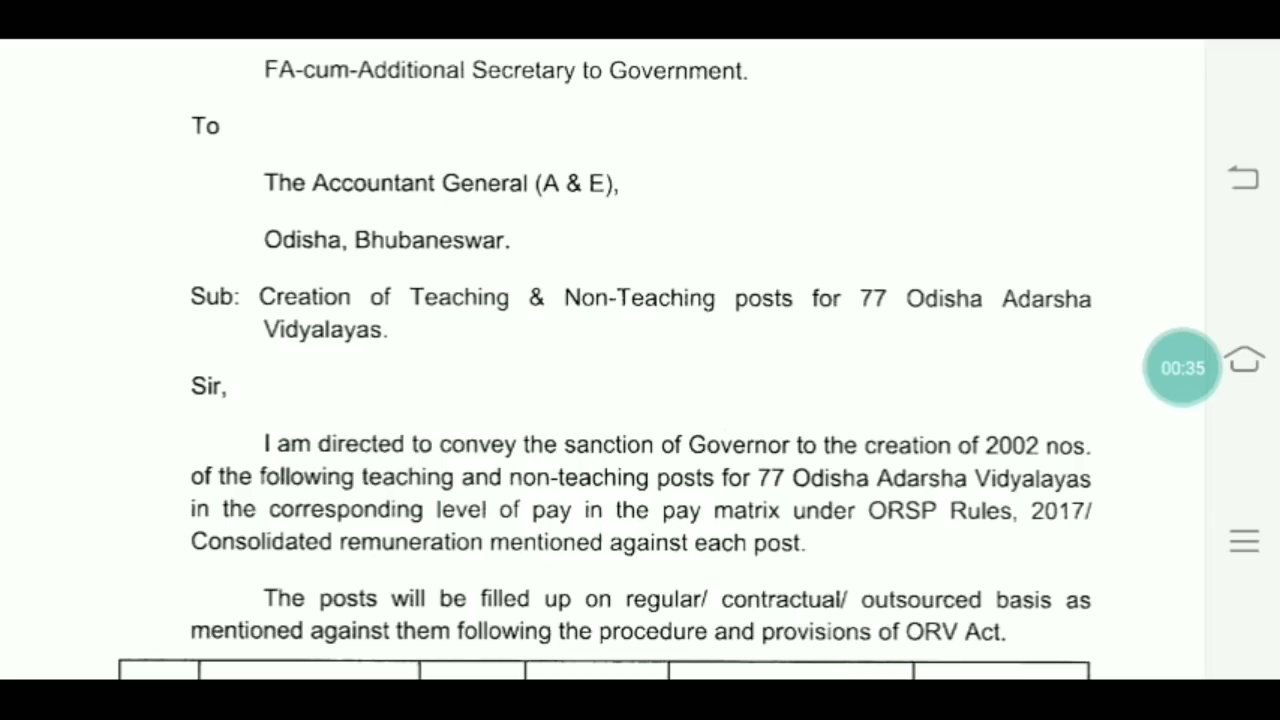 FA-cum-Additional Secretary to Government.
To
The Accountant General (A & E),
Odisha, Bhubaneswar.
Sub: Creation of Teaching & Non-Teaching posts for 77 Odisha Adarsha
Vidyalayas.
Sir,
I am directed to convey the sanction of Governor to the creation of 2002 nos.
of the following teaching and non-teaching posts for 77 Odisha Adarsha Vidyalayas
in the corresponding level of pay in the pay matrix under ORSP Rules, 2017/
Consolidated remuneration mentioned against each post.
The posts will be filled up on regular/ contractual/ outsourced basis as
mentioned against them following the procedure and provisions of ORV Act.
00:35